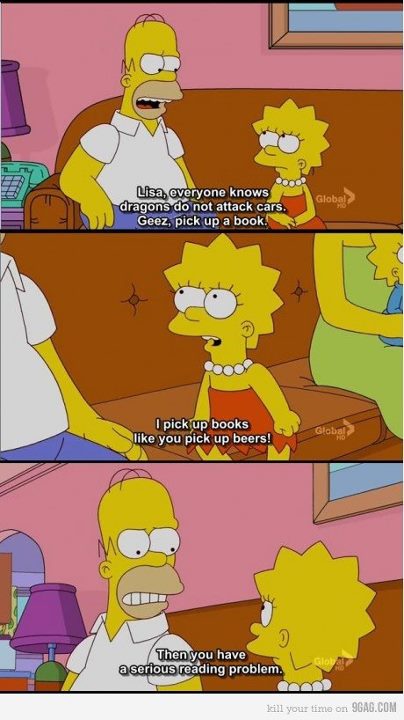 Lisa, everyone knows
dragons do not attack cars.
Geez, pick up a book.
Global
HD
I pick up books
like you pick up beers!
Global
HD
Then you have
a serious reading problem.
Global
HD
kill your time on 9GAG.COM